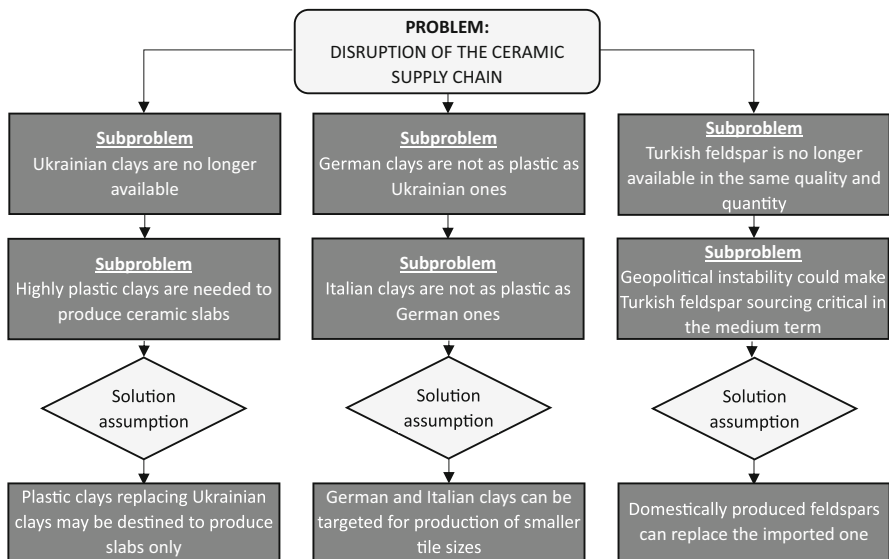 PROBLEM:
DISRUPTION OF THE CERAMIC
SUPPLY CHAIN
Subproblem
Ukrainian clays are no longer
available
Subproblem
Highly plastic clays are needed to
produce ceramic slabs
Solution
assumption
Plastic clays replacing Ukrainian
clays may be destined to produce
slabs only
Subproblem
German clays are not as plastic as
Ukrainian ones
Subproblem
Italian clays are not as plastic as
German ones
Solution
assumption
German and Italian clays can be
targeted for production of smaller
tile sizes
Subproblem
Turkish feldspar is no longer
available in the same quality and
quantity
Subproblem
Geopolitical instability could make
Turkish feldspar sourcing critical in
the medium term
Solution
assumption
Domestically produced feldspars
can replace the imported one